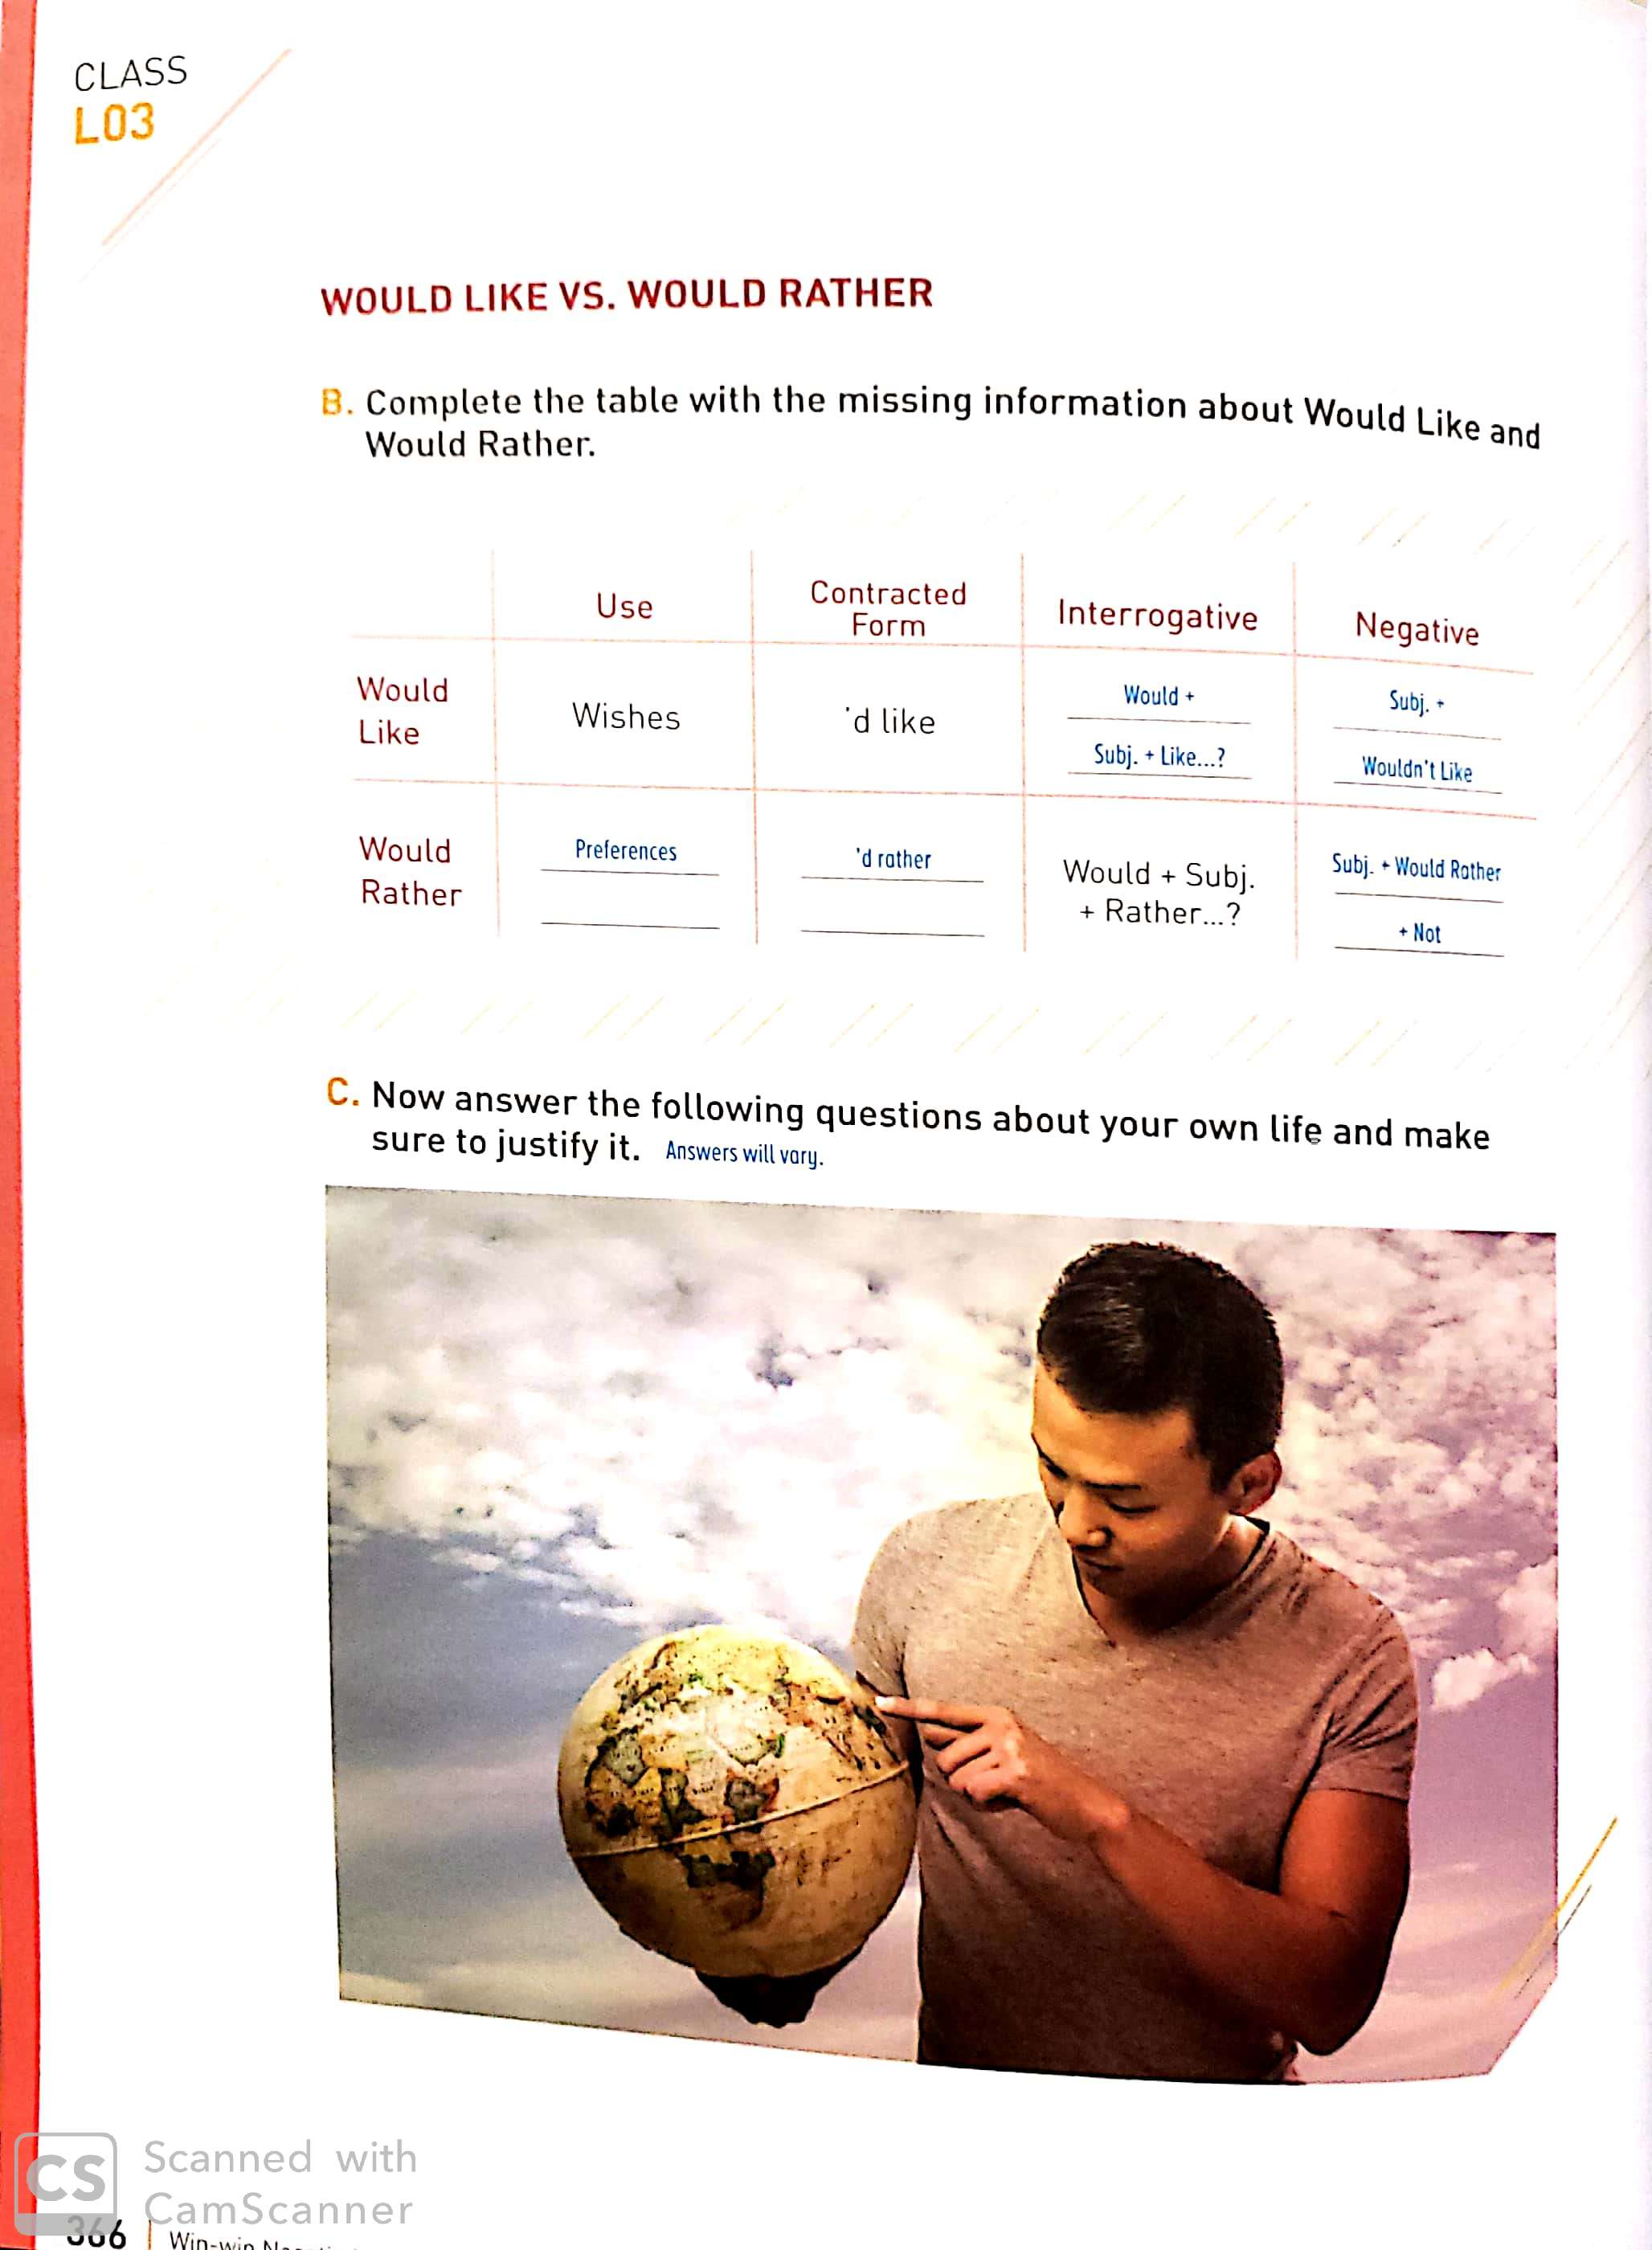 CLASS
L03
WOULD LIKE VS. WOULD RATHER
B. Complete the table with the missing information about Would Like and
Would Rather.
Use
Contracted
Form
Interrogative
Negative
Would
Like
Wishes
'd like
Would +
Subj. + Like...?
Subj. +
Wouldn't Like
Would
Rather
Preferences
'd rather
Would + Subj.
+ Rather...?
Subj. + Would Rather
+ Not
C. Now answer the following questions about your own life and make
sure to justify it. Answers will vary.
CS
Scanned with
CamScanner
366
Win-win